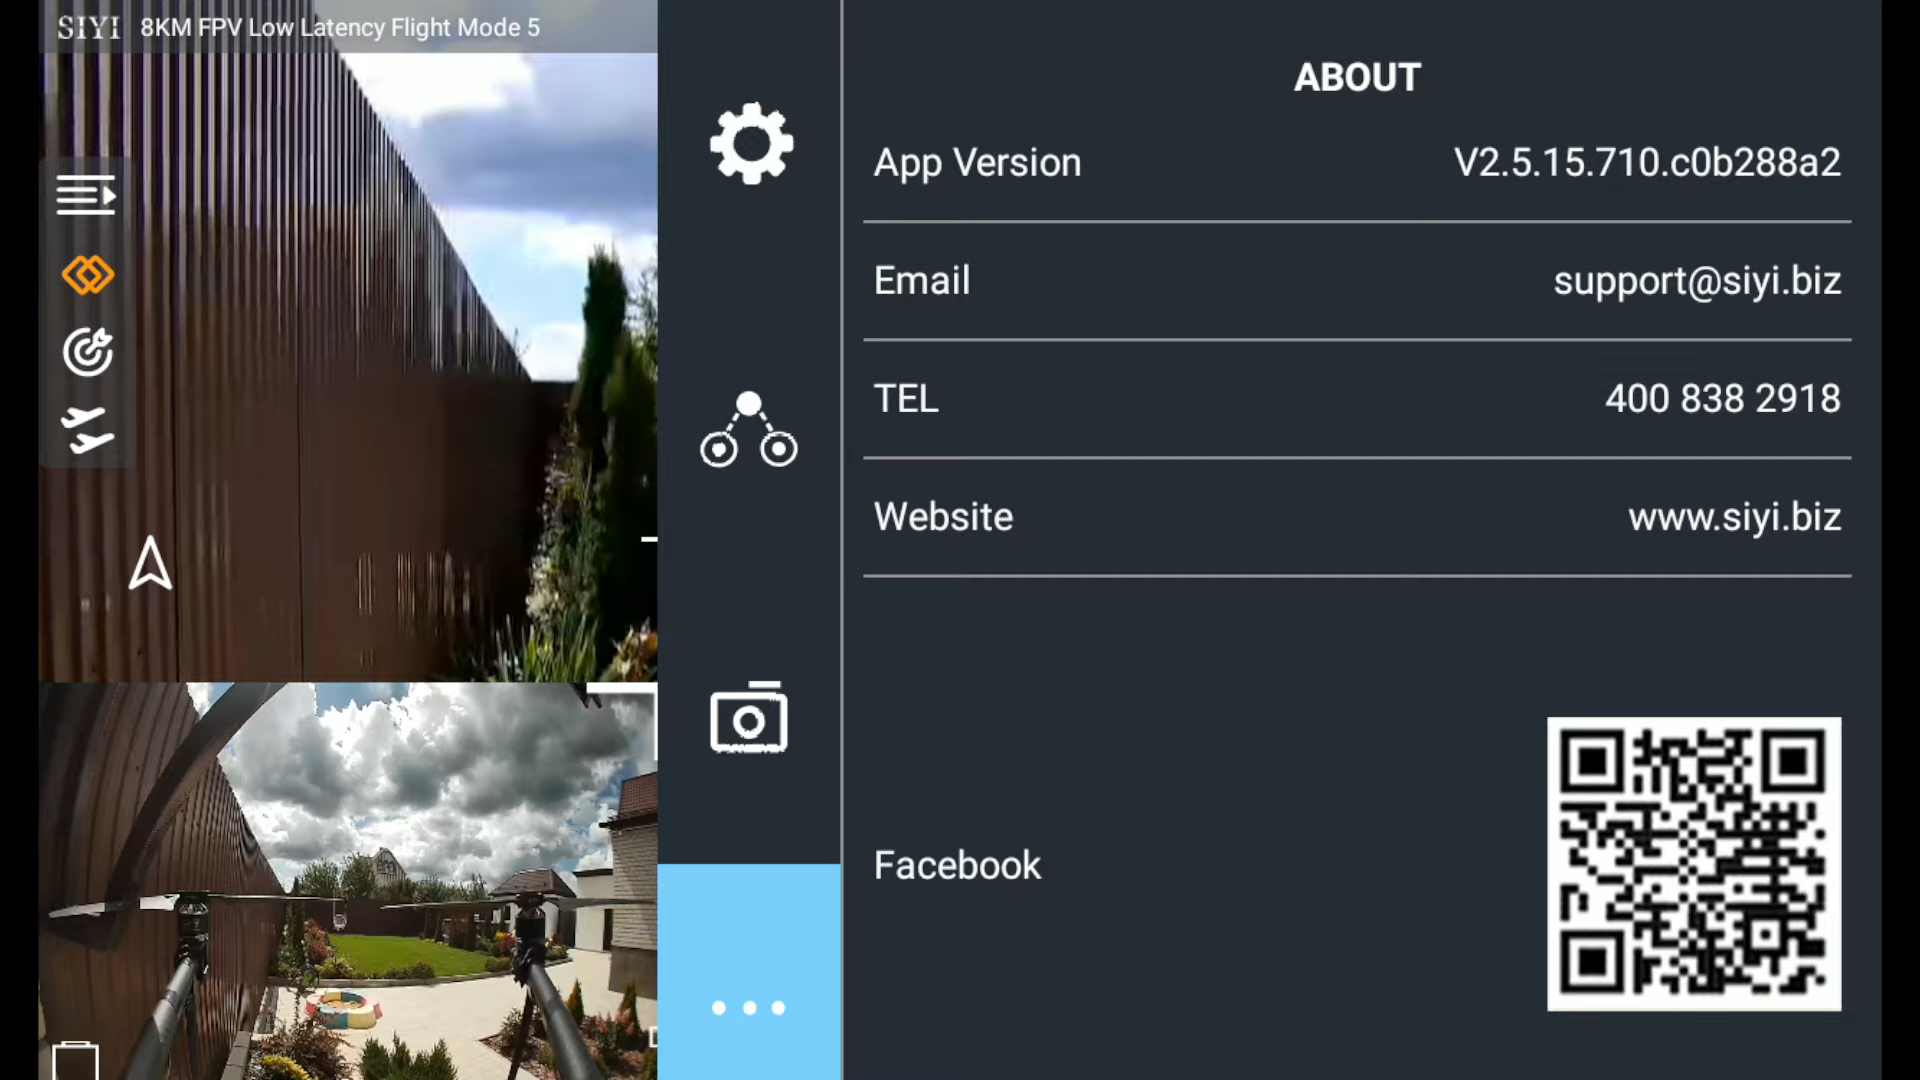 SIYI 8KM FPV Low Latency Flight Mode 5
ABOUT
App Version V2.5.15.710.c0b288a2
Email support@siyi.biz
TEL 400 838 2918
Website www.siyi.biz
Facebook